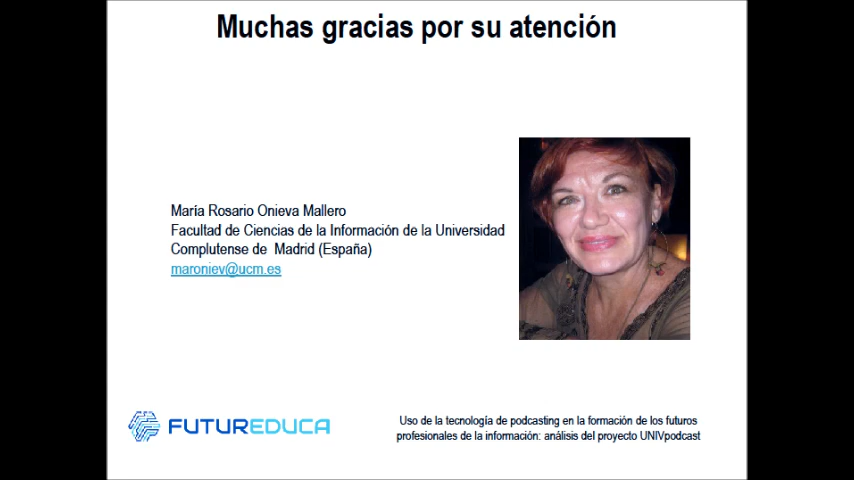 Muchas gracias por su atención
María Rosario Onieva Mallero
Facultad de Ciencias de la Información de la Universidad
Complutense de Madrid (España)
maroniev@ucm.es
FUTUREDUCA
Uso de la tecnología de podcasting en la formación de los futuros
profesionales de la información: análisis del proyecto UNIVpodcast